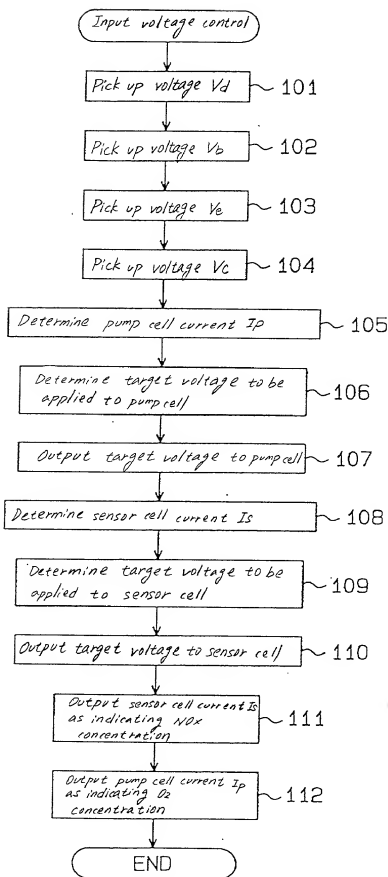 Input voltage control
Pick up voltage Vd
101
Pick up voltage Vb
102
Pick up voltage Ve
103
Pick up voltage Vc
104
Determine pump cell current Ip
105
Determine target voltage to be
applied to pump cell
106
Output target voltage to pump cell
107
Determine sensor cell current Is
108
Determine target voltage to be
applied to sensor cell
109
Output target voltage to sensor cell
110
Output sensor cell current Is
as indicating NOx
concentration
111
Output pump cell current Ip
as indicating O2
concentration
112
END